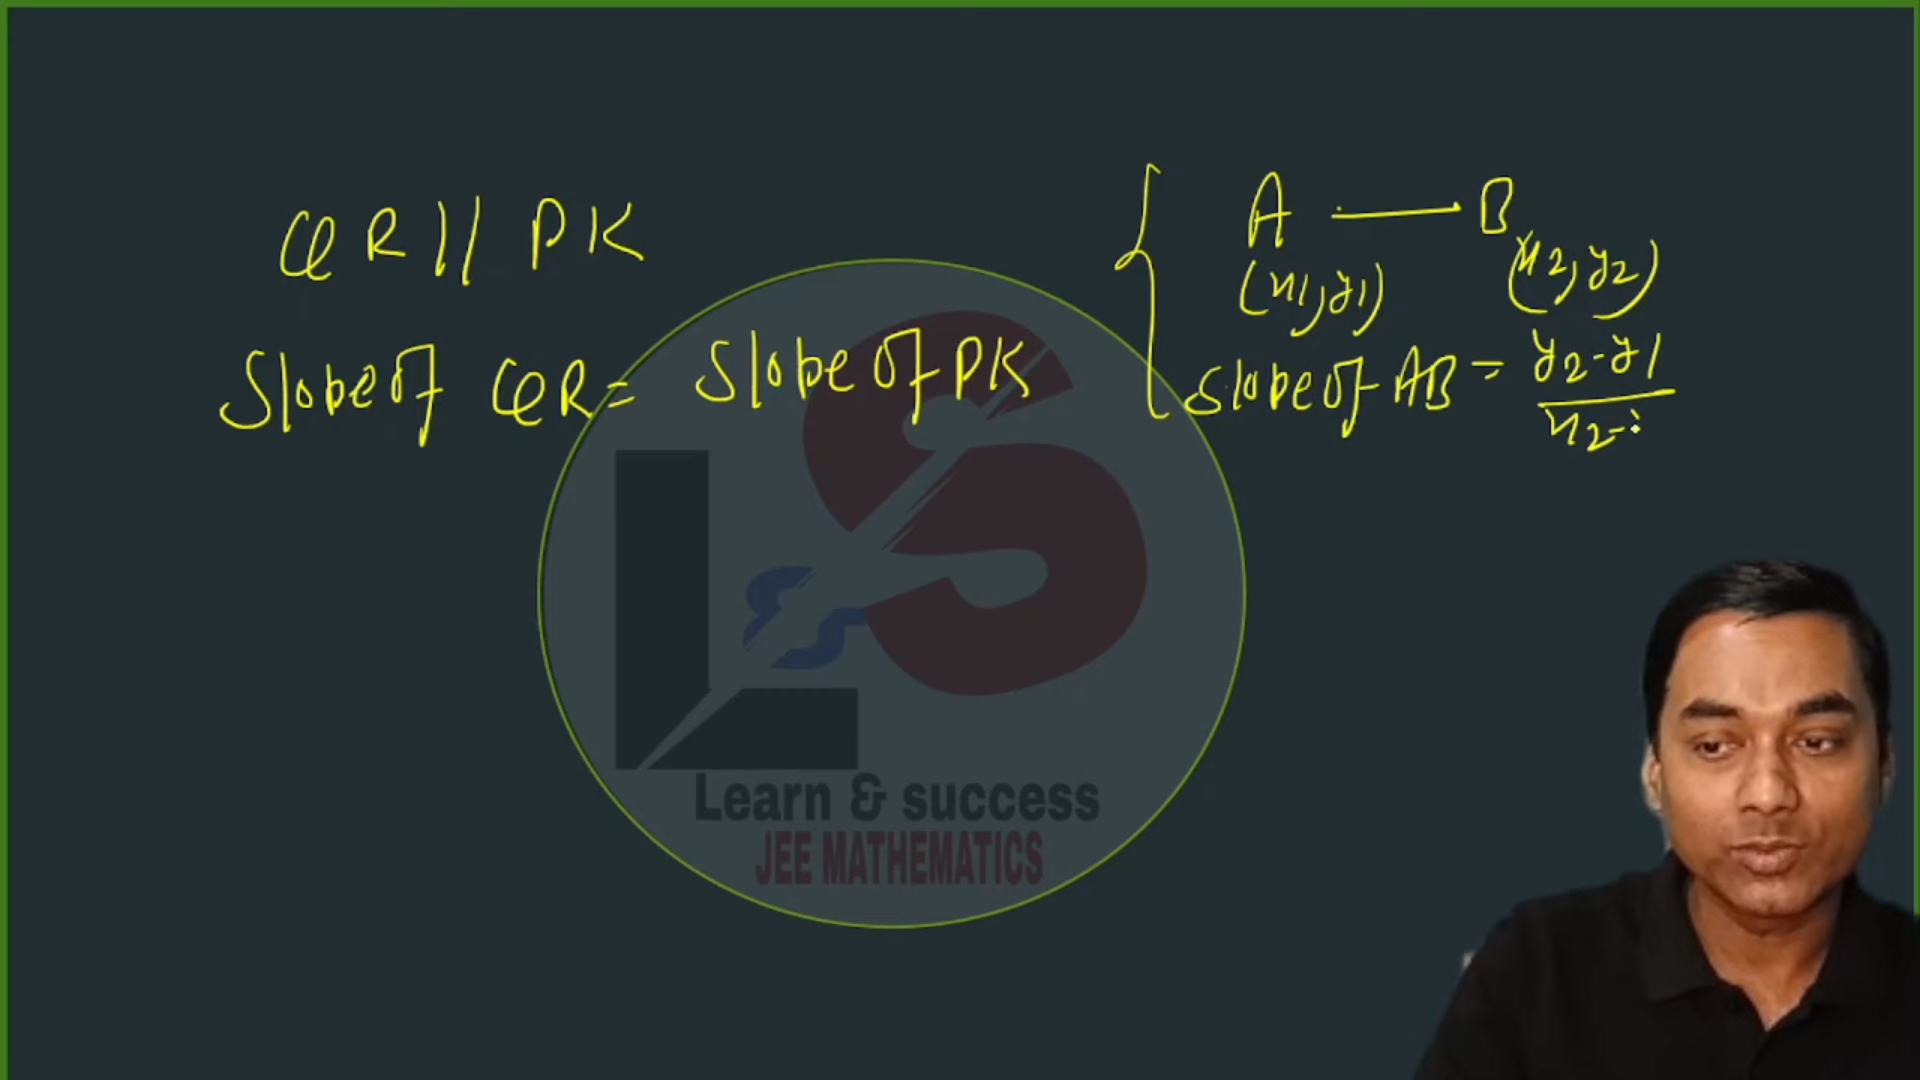 QR || PK
Slope of QR = Slope of PK
A — B
(x1, y1) (x2, y2)
Slope of AB = y2-y1
x2-
Learn & success
JEE MATHEMATICS
LS